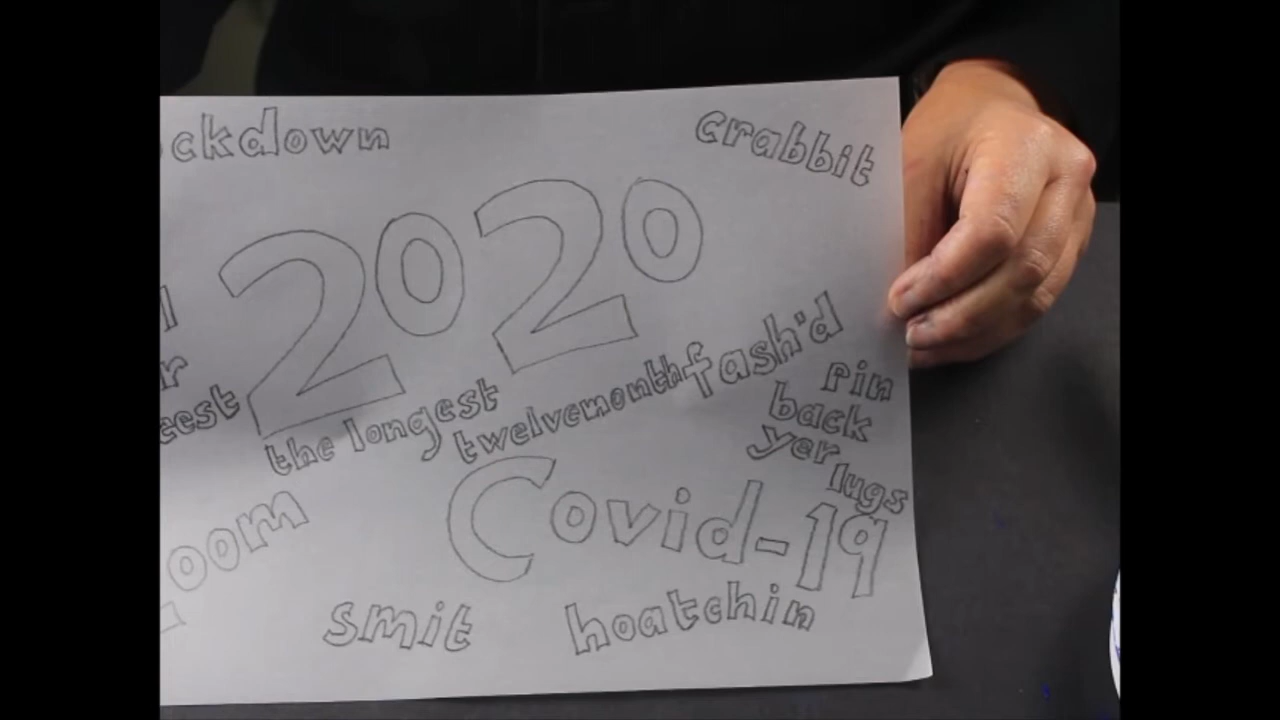 ckdown
crabbit
2020
fash'd
the longest
twelvemonth
pin
back
yer
lugs
eest
Covid-19
oom
smit
hoatchin